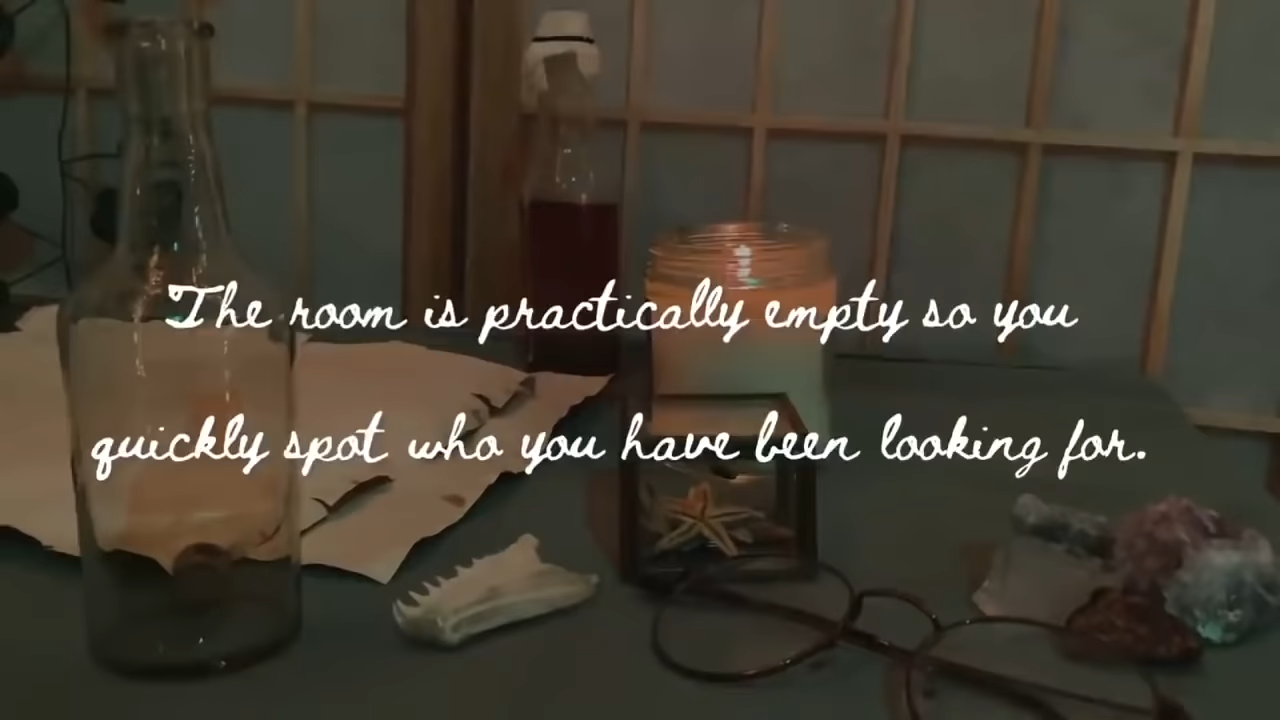 The room is practically empty so you
quickly spot who you have been looking for.